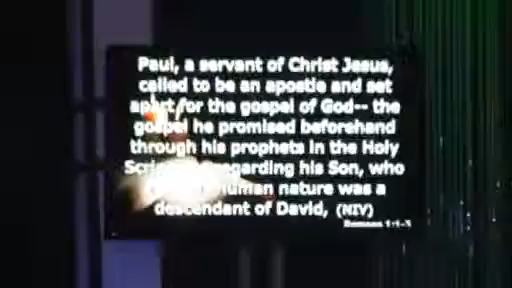 Paul, a servant of Christ Jesus,
called to be an apostle and set
apart for the gospel of God-- the
gospel he promised beforehand
through his prophets in the Holy
regarding his Son, who
human nature was a
descendant of David, (NIV)
Romans 1:1-3